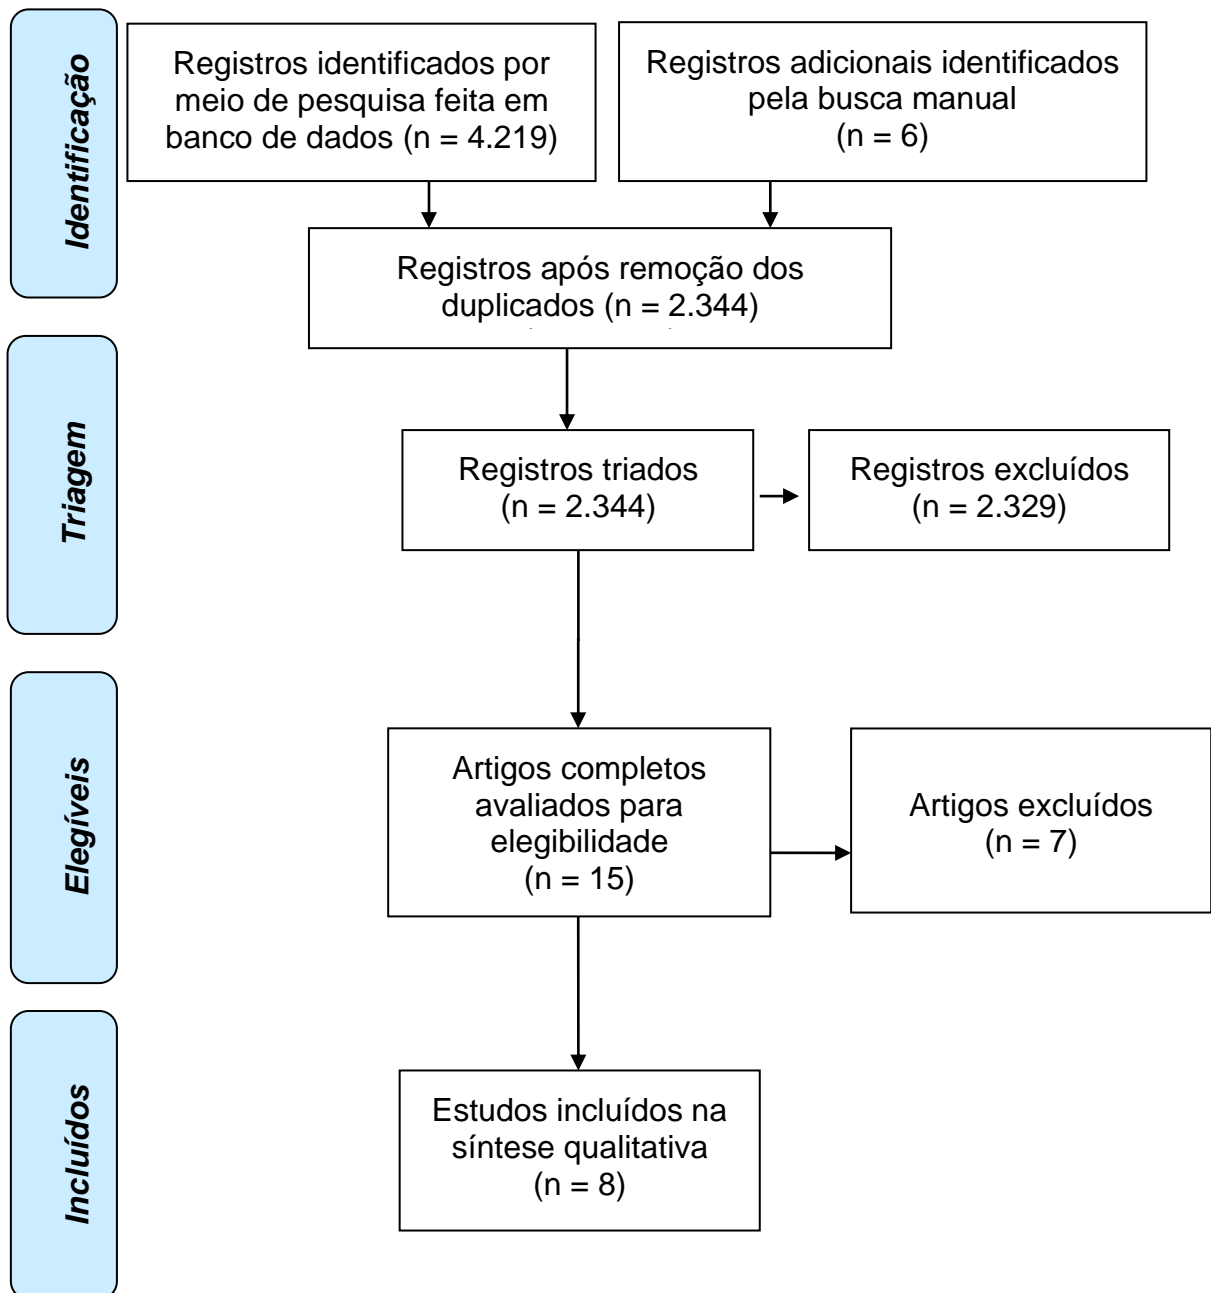 Identificação
Registros identificados por
meio de pesquisa feita em
banco de dados (n = 4.219)
Registros adicionais identificados
pela busca manual
(n = 6)
Registros após remoção dos
duplicados (n = 2.344)
Triagem
Registros triados
(n = 2.344)
Registros excluídos
(n = 2.329)
Elegíveis
Artigos completos
avaliados para
elegibilidade
(n = 15)
Artigos excluídos
(n = 7)
Incluídos
Estudos incluídos na
síntese qualitativa
(n = 8)